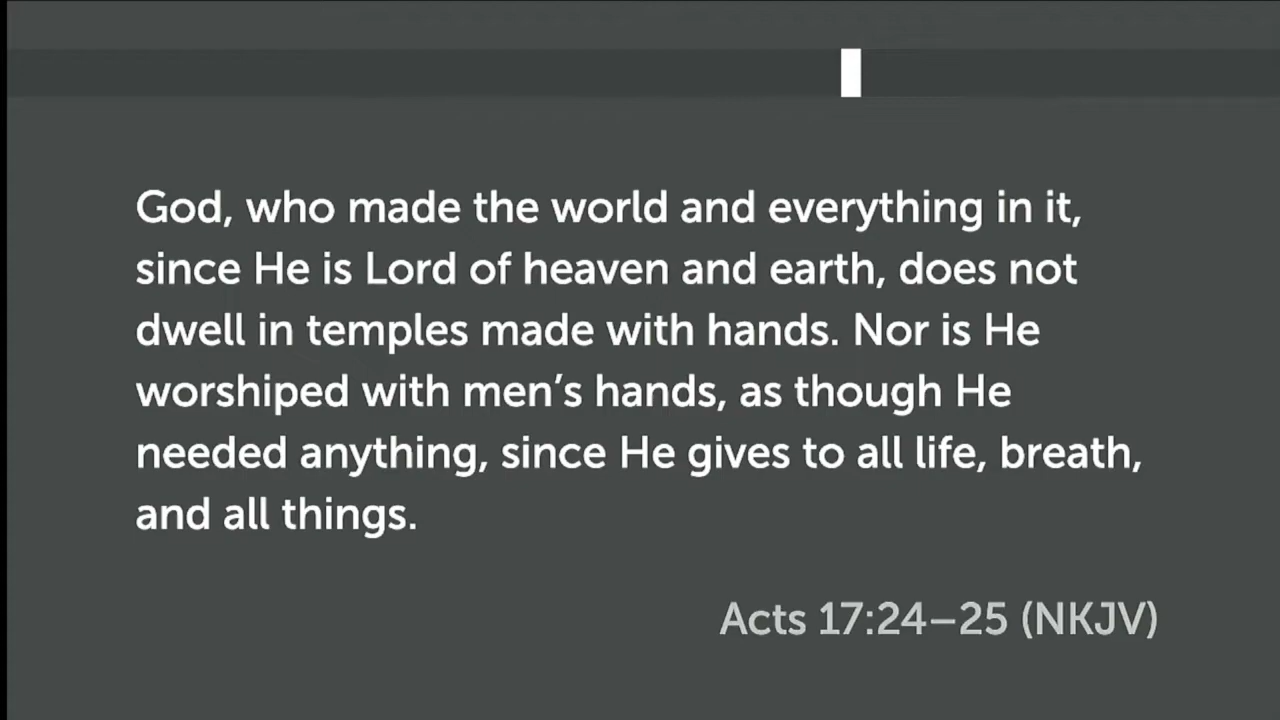 God, who made the world and everything in it,
since He is Lord of heaven and earth, does not
dwell in temples made with hands. Nor is He
worshiped with men’s hands, as though He
needed anything, since He gives to all life, breath,
and all things.
Acts 17:24–25 (NKJV)